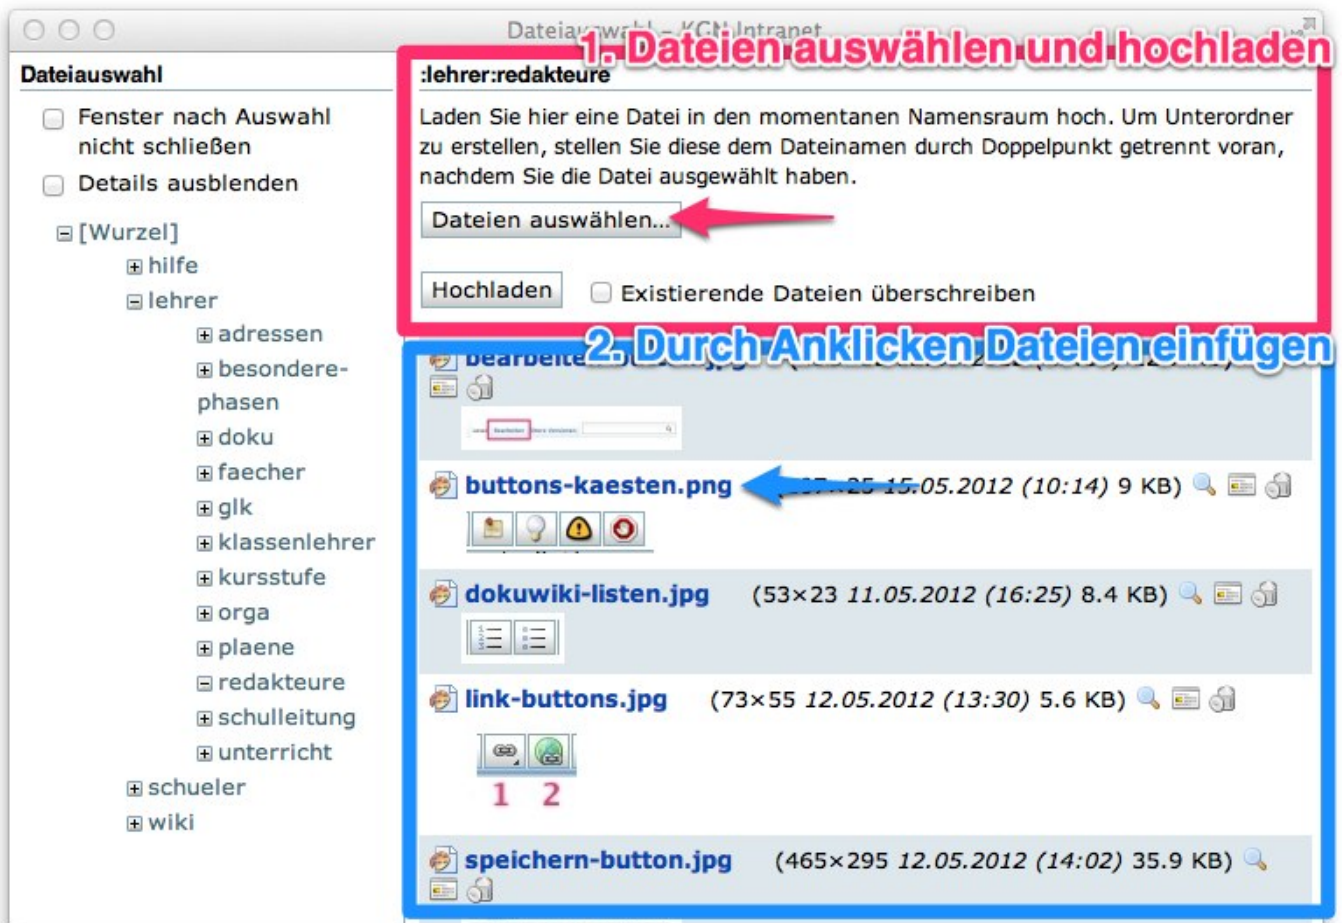 Dateiauswahl – KGN Intranet
1. Dateien auswählen und hochladen
Dateiauswahl
Fenster nach Auswahl
nicht schließen
Details ausblenden
[Wurzel]
hilfe
lehrer
adressen
besondere-
phasen
doku
faecher
glk
klassenlehrer
kursstufe
orga
plaene
redakteure
schulleitung
unterricht
schueler
wiki
:lehrer:redakteure
Laden Sie hier eine Datei in den momentanen Namensraum hoch. Um Unterordner
zu erstellen, stellen Sie diese dem Dateinamen durch Doppelpunkt getrennt voran,
nachdem Sie die Datei ausgewählt haben.
Dateien auswählen...
Hochladen
Existierende Dateien überschreiben
2. Durch Anklicken Dateien einfügen
buttons-kaesten.png 15.05.2012 (10:14) 9 KB)
dokuwiki-listen.jpg (53×23 11.05.2012 (16:25) 8.4 KB)
link-buttons.jpg (73×55 12.05.2012 (13:30) 5.6 KB)
1 2
speichern-button.jpg (465×295 12.05.2012 (14:02) 35.9 KB)